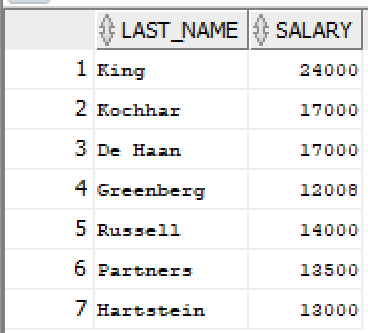 LAST_NAME SALARY
1 King 24000
2 Kochhar 17000
3 De Haan 17000
4 Greenberg 12008
5 Russell 14000
6 Partners 13500
7 Hartstein 13000